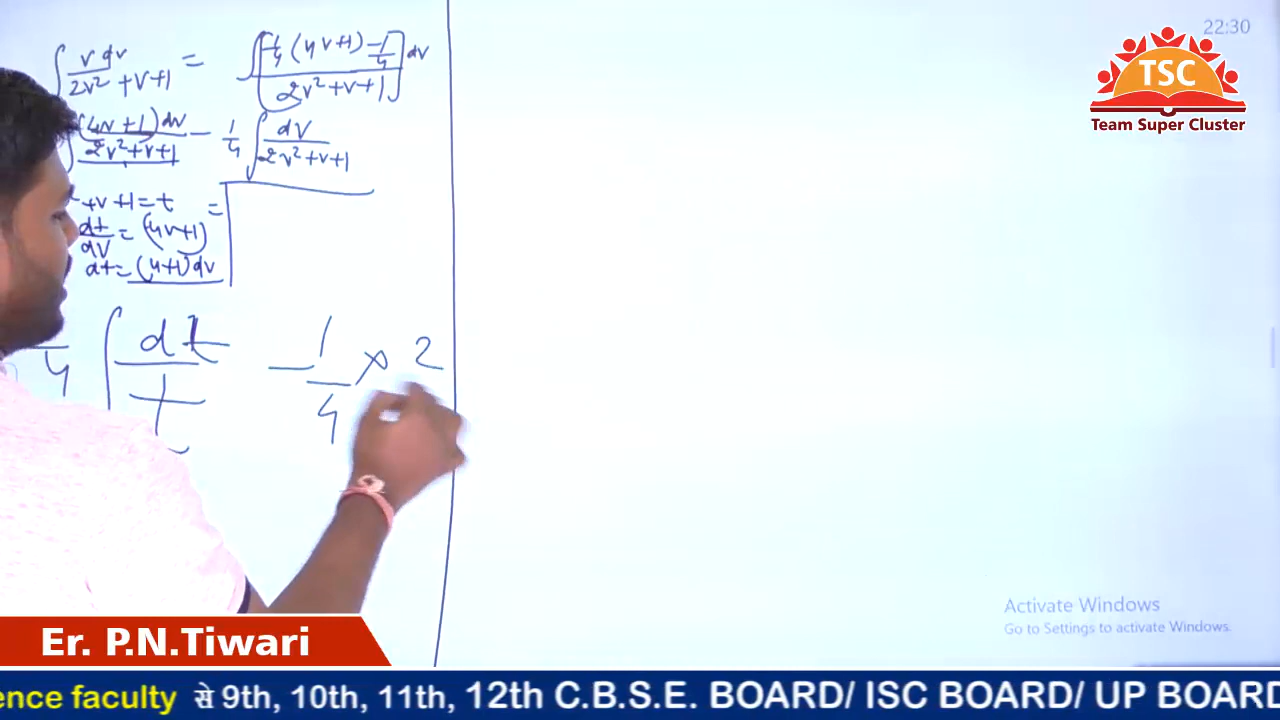 22:30
∫ v dv / 2v² + v + 1 = ∫ [1/4 (4v+1) - 1/4 / 2v² + v + 1] dv
∫ (4v + 1) dv / 2v² + v + 1 - 1/4 ∫ dv / 2v² + v + 1
+ v + 1 = t =
dt/dv = (4v+1)
dt = (4+1) dv
4 ∫ dt / t - 1/4 × 2
TSC
Team Super Cluster
Activate Windows
Go to Settings to activate Windows.
Er. P.N.Tiwari
ence faculty से 9th, 10th, 11th, 12th C.B.S.E. BOARD/ ISC BOARD/ UP BOARD